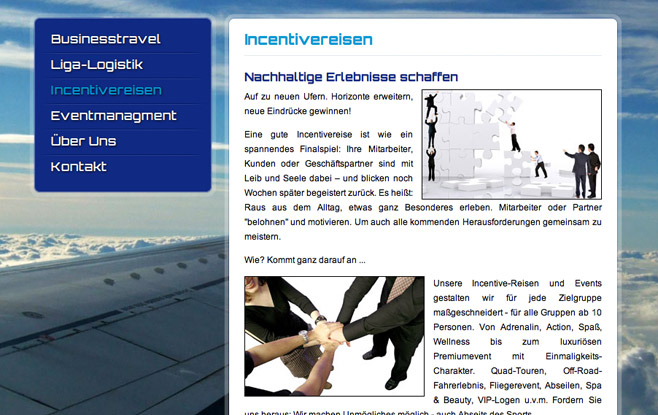 Businesstravel
Liga-Logistik
Incentivereisen
Eventmanagment
Über Uns
Kontakt
Incentivereisen
Nachhaltige Erlebnisse schaffen
Auf zu neuen Ufern. Horizonte erweitern,
neue Eindrücke gewinnen!
Eine gute Incentivereise ist wie ein
spannendes Finalspiel: Ihre Mitarbeiter,
Kunden oder Geschäftspartner sind mit
Leib und Seele dabei – und blicken noch
Wochen später begeistert zurück. Es heißt:
Raus aus dem Alltag, etwas ganz Besonderes erleben. Mitarbeiter oder Partner
"belohnen" und motivieren. Um auch alle kommenden Herausforderungen gemeinsam zu
meistern.
Wie? Kommt ganz darauf an ...
Unsere Incentive-Reisen und Events
gestalten wir für jede Zielgruppe
maßgeschneidert - für alle Gruppen ab 10
Personen. Von Adrenalin, Action, Spaß,
Wellness bis zum luxuriösen
Premiumevent mit Einmaligkeits-
Charakter. Quad-Touren, Off-Road-
Fahrerlebnis, Fliegerevent, Abseilen, Spa
& Beauty, VIP-Logen u.v.m. Fordern Sie
uns heraus: Wir machen Unmögliches möglich - auch Abseits des Sports.